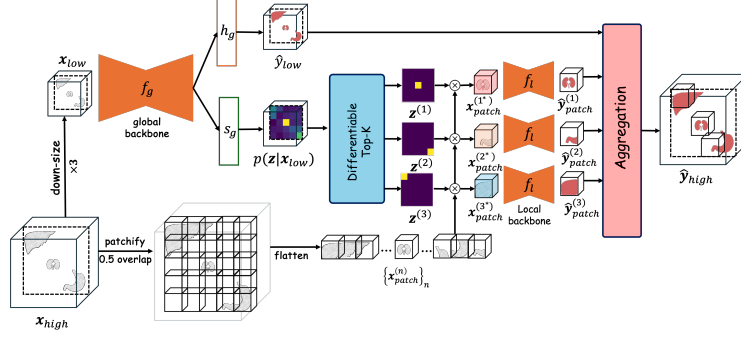 x_low
f_g
global
backbone
h_g
ŷ_low
s_g
p(z|x_low)
Differentiable
Top-K
z^(1)
z^(2)
z^(3)
x_patch^(1*)
x_patch^(2*)
x_patch^(3*)
f_l
f_l
f_l
Local
backbone
ŷ_patch^(1)
ŷ_patch^(2)
ŷ_patch^(3)
Aggregation
ŷ_high
down-size
×3
x_high
patchify
0.5 overlap
flatten
{x_patch^(n)}_n